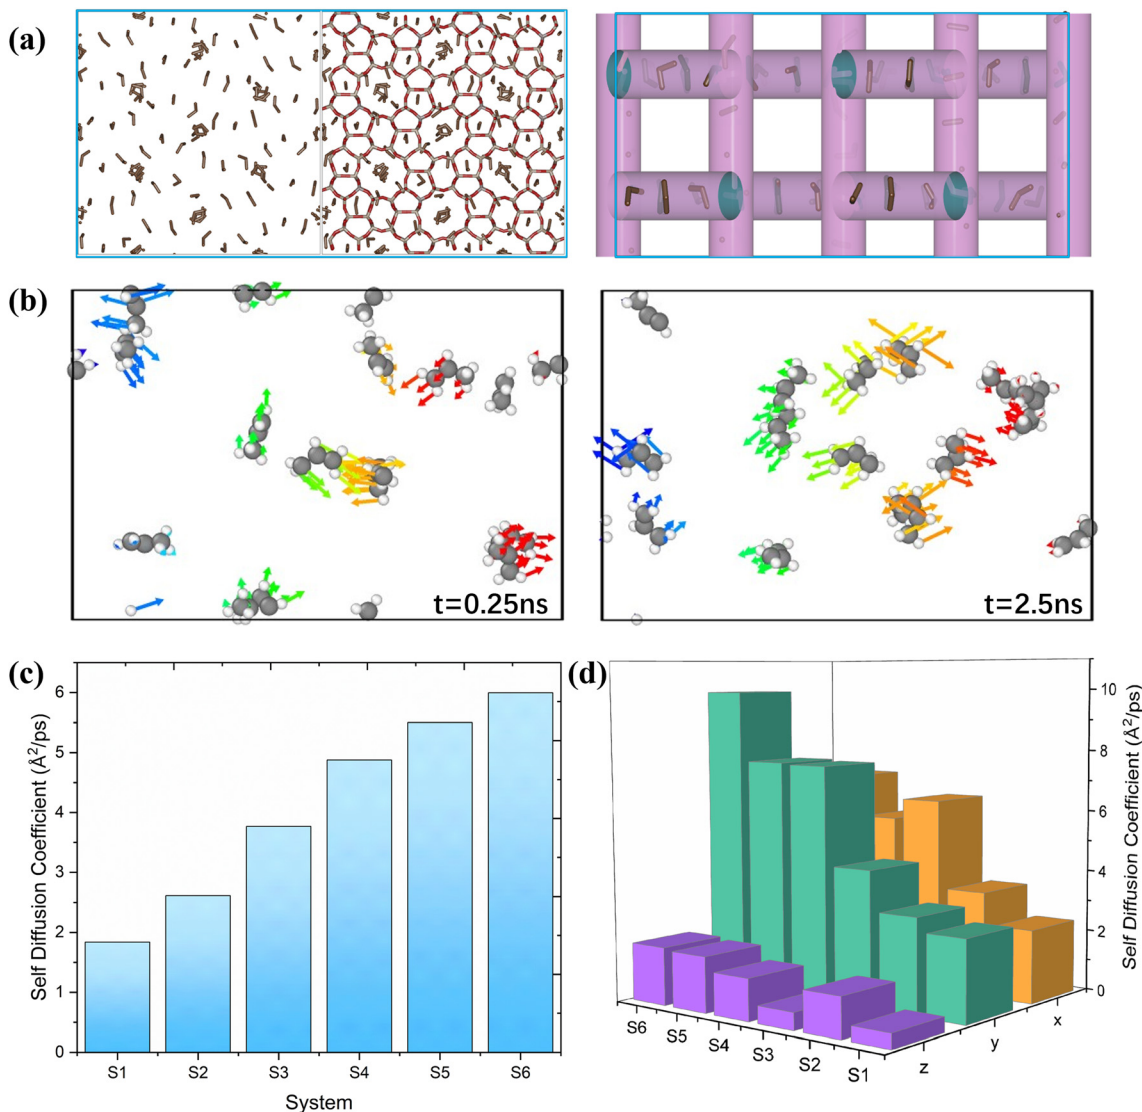 (a)
(b)
t=0.25ns
t=2.5ns
(c)
Self Diffusion Coefficient (Å²/ps)
6
5
4
3
2
1
0
S1
S2
S3
S4
S5
S6
System
(d)
Self Diffusion Coefficient (Å²/ps)
10
8
6
4
2
0
S6
S5
S4
S3
S2
S1
z
y
x